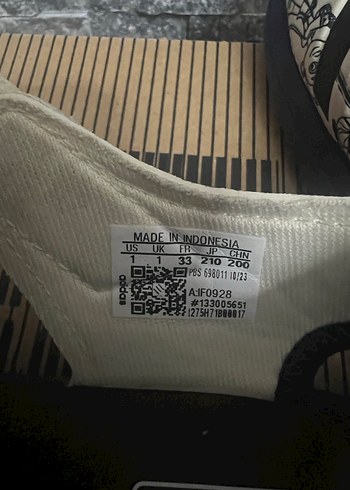 MADE IN INDONESIA
US UK FR JP CHN
1 1 33 210 200
PBS 698011 10/23
adidas
A:IF0928
#133005651